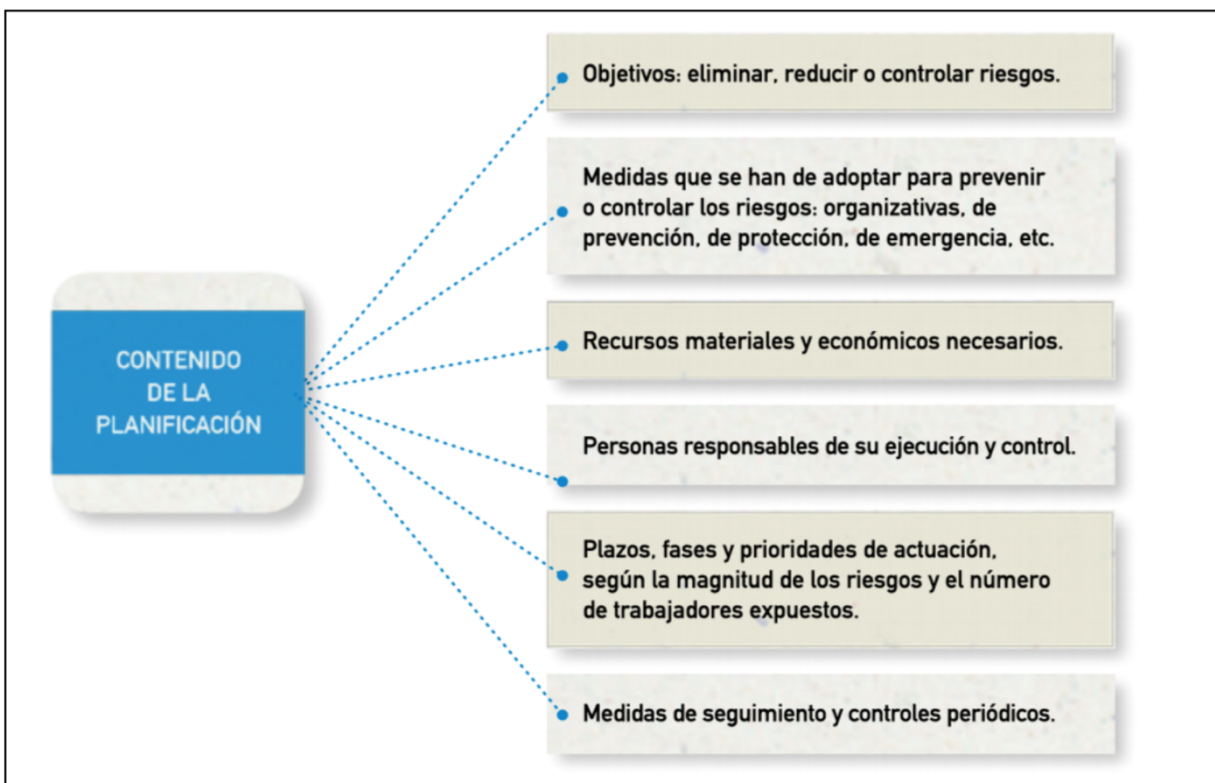 CONTENIDO
DE LA
PLANIFICACIÓN
Objetivos: eliminar, reducir o controlar riesgos.
Medidas que se han de adoptar para prevenir
o controlar los riesgos: organizativas, de
prevención, de protección, de emergencia, etc.
Recursos materiales y económicos necesarios.
Personas responsables de su ejecución y control.
Plazos, fases y prioridades de actuación,
según la magnitud de los riesgos y el número
de trabajadores expuestos.
Medidas de seguimiento y controles periódicos.